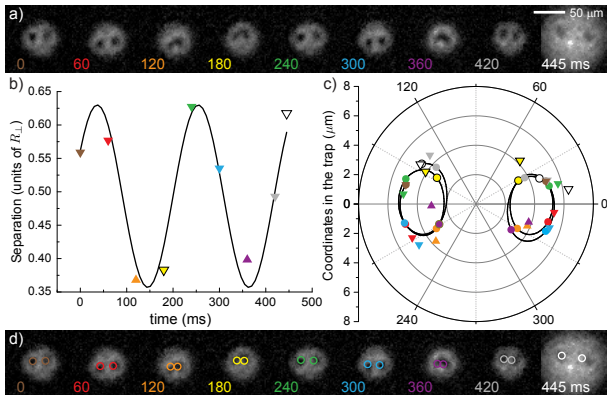 a)
50 μm
0 60 120 180 240 300 360 420 445 ms
b)
Separation (units of R⊥)
0.65
0.60
0.55
0.50
0.45
0.40
0.35
0 100 200 300 400 500
time (ms)
c)
Coordinates in the trap (μm)
8
6
4
2
0
2
4
6
8
120 60
0
240 300
d)
0 60 120 180 240 300 360 420 445 ms